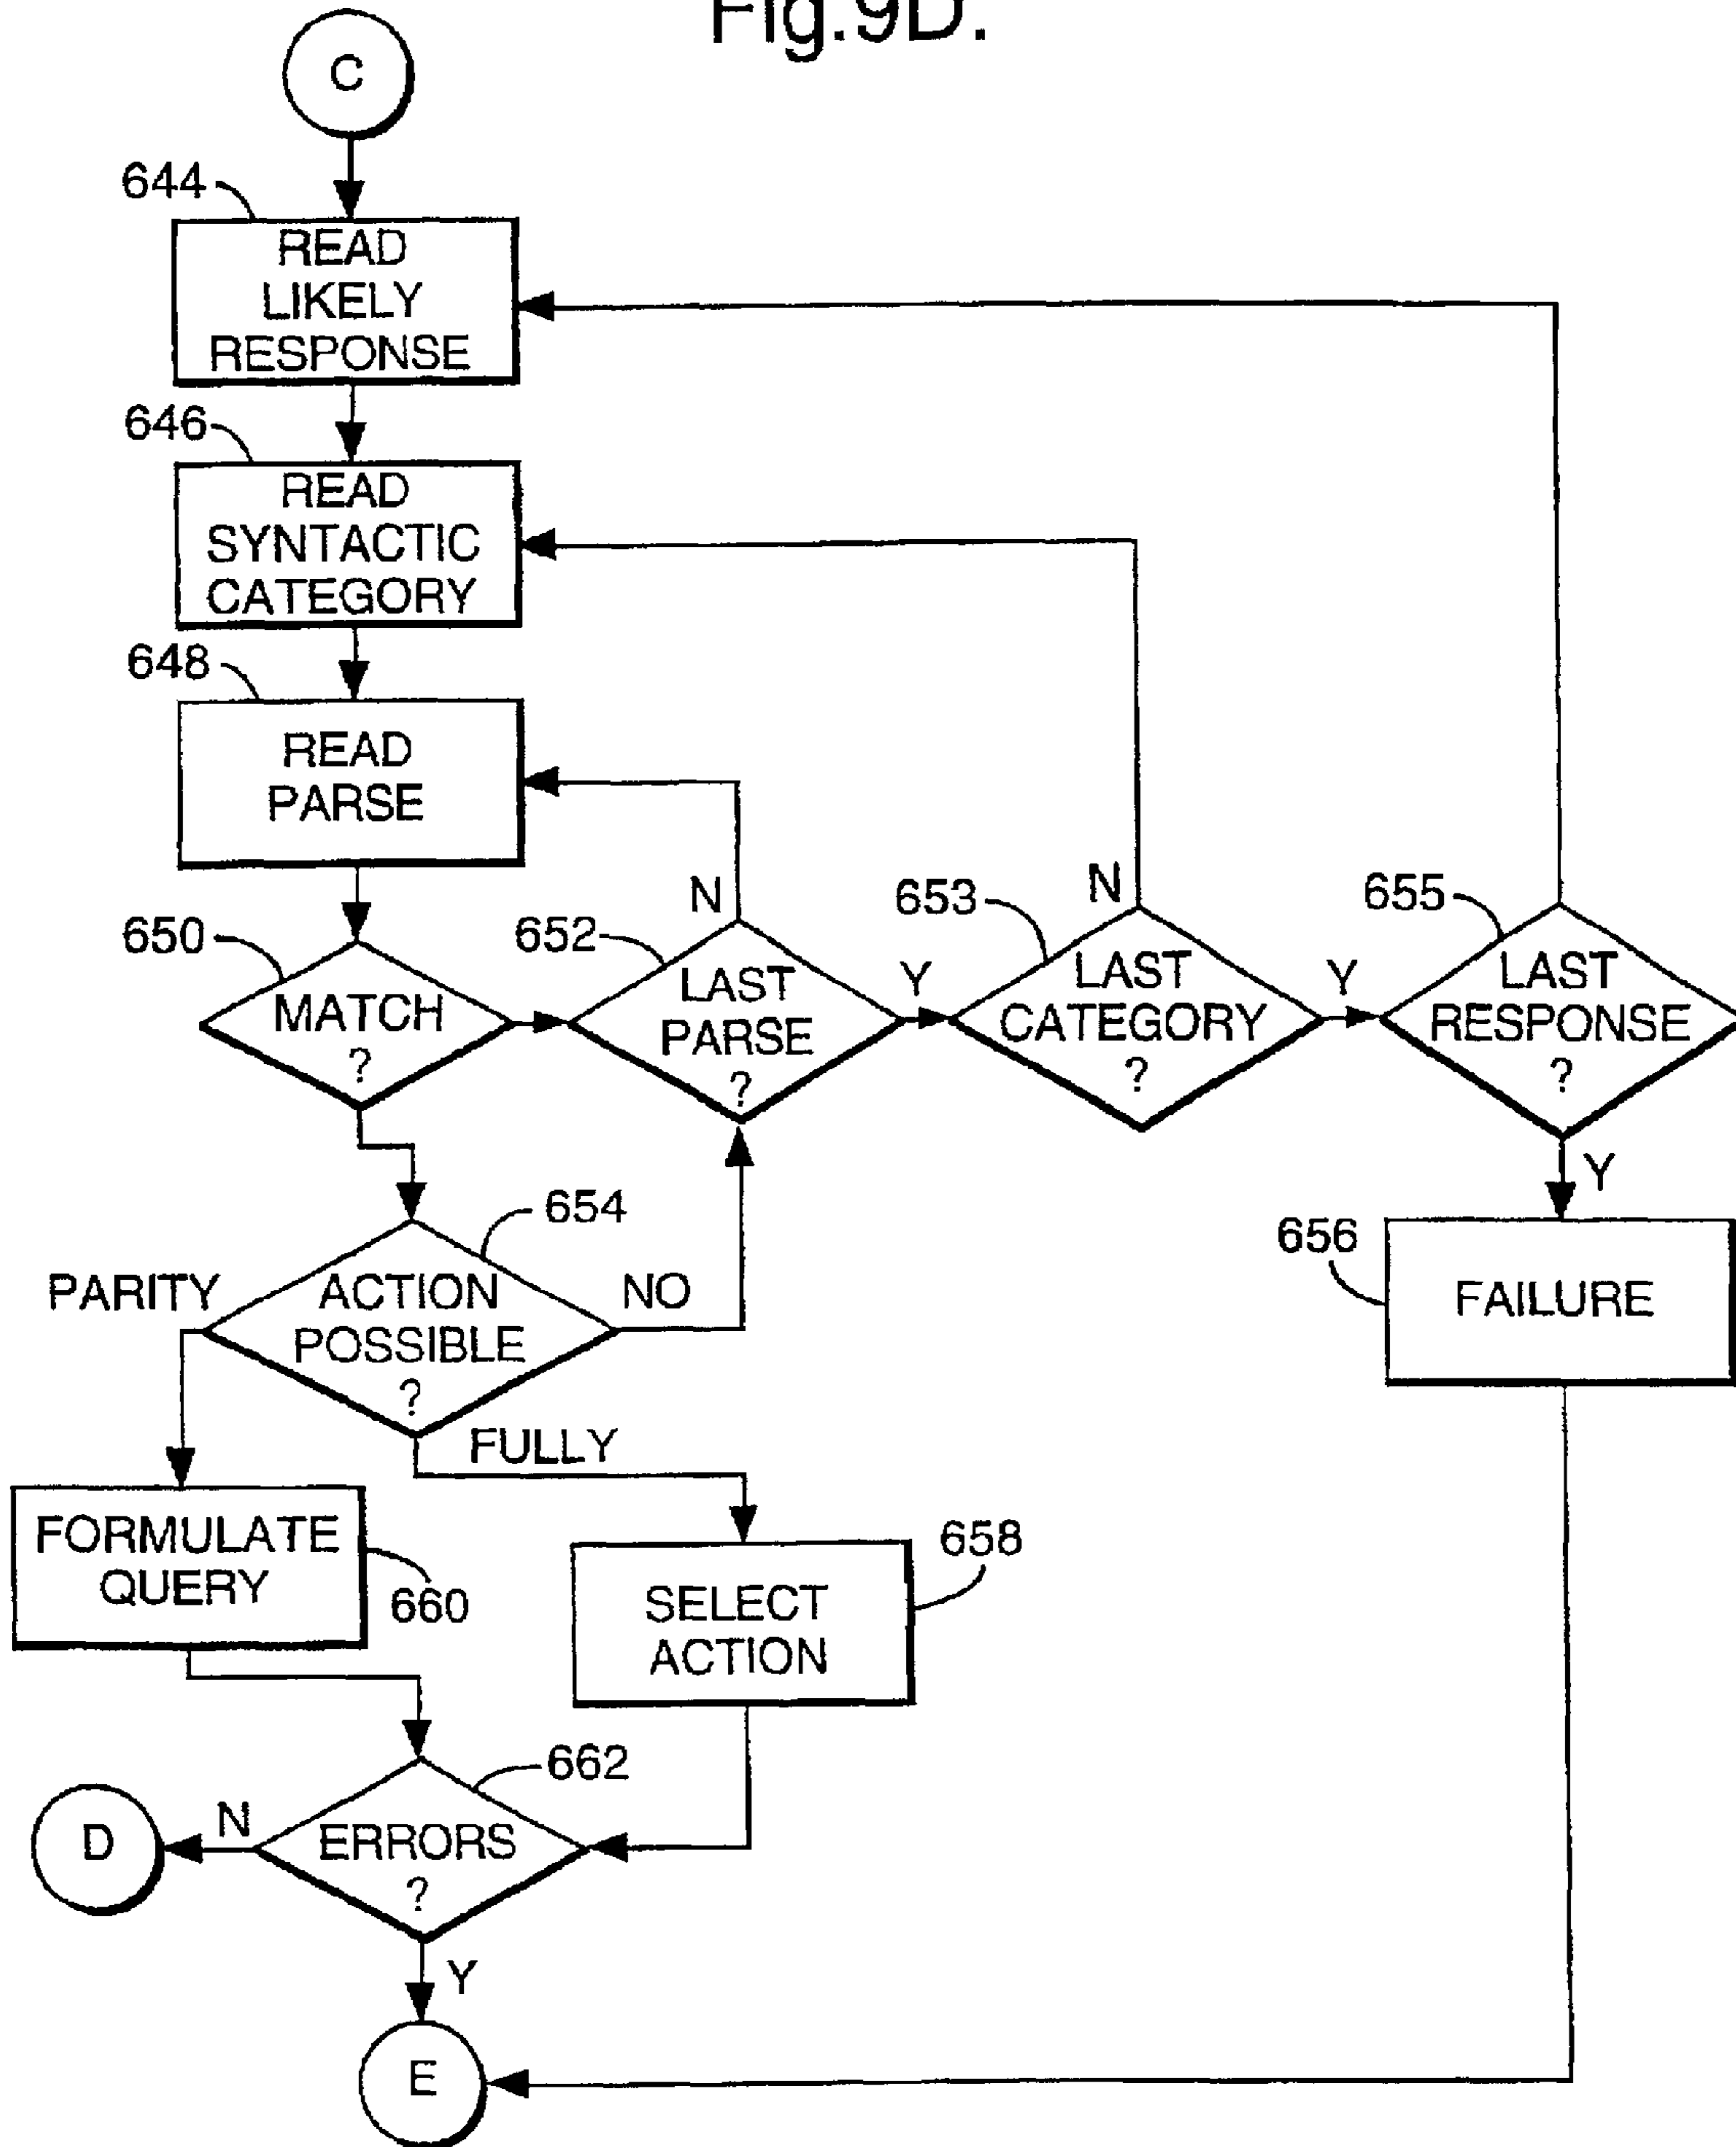 Fig.9D.
C
644
READ
LIKELY
RESPONSE
646
READ
SYNTACTIC
CATEGORY
648
READ
PARSE
650
MATCH
?
652
N
LAST
PARSE
?
Y
653
N
LAST
CATEGORY
?
Y
655
LAST
RESPONSE
?
Y
654
PARITY
ACTION
POSSIBLE
?
NO
FULLY
656
FAILURE
FORMULATE
QUERY
660
SELECT
ACTION
658
662
ERRORS
?
N
D
Y
E